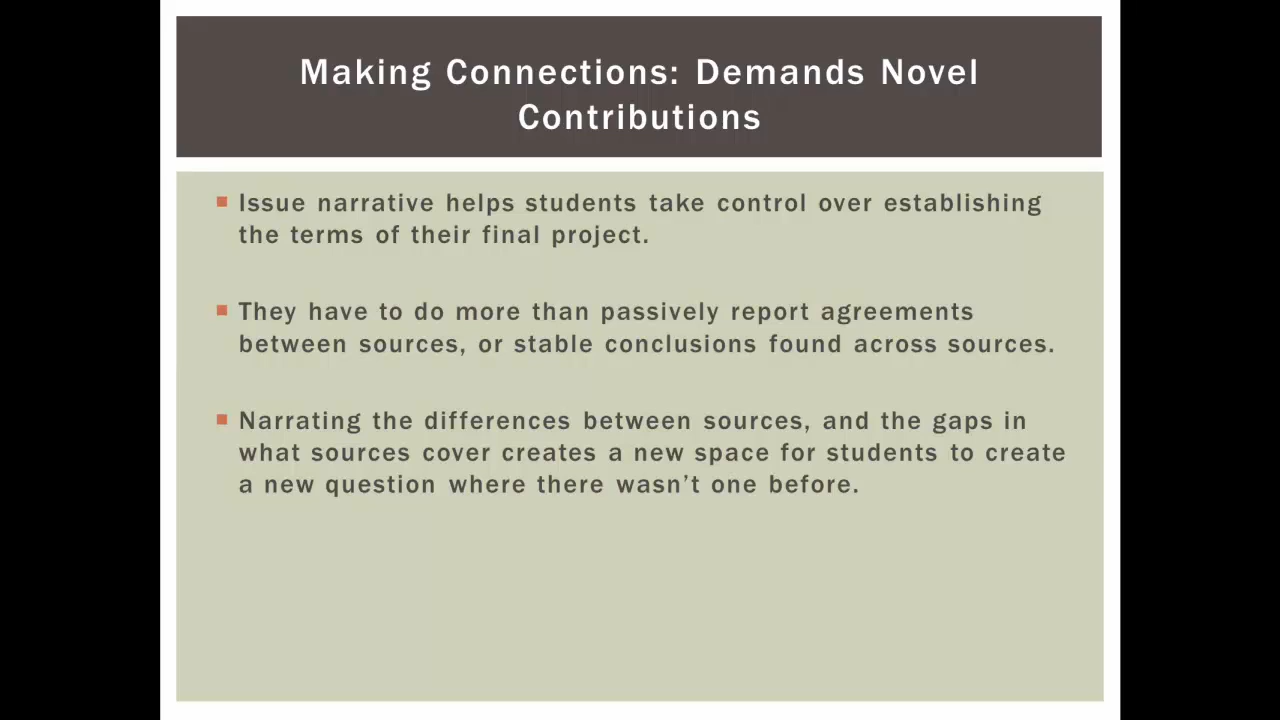 Making Connections: Demands Novel
Contributions
Issue narrative helps students take control over establishing
the terms of their final project.
They have to do more than passively report agreements
between sources, or stable conclusions found across sources.
Narrating the differences between sources, and the gaps in
what sources cover creates a new space for students to create
a new question where there wasn’t one before.